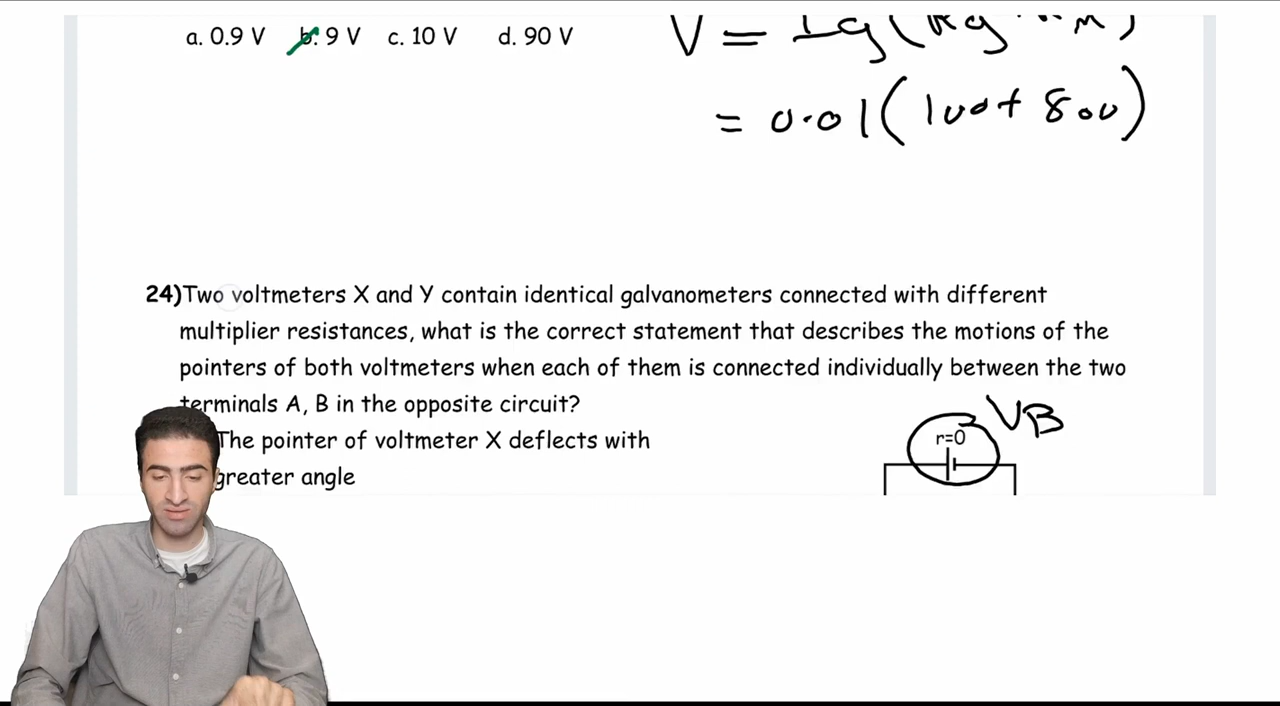 a. 0.9 V b. 9 V c. 10 V d. 90 V
V = Ig(Rg
= 0.01(100+ 800)
24)Two voltmeters X and Y contain identical galvanometers connected with different
multiplier resistances, what is the correct statement that describes the motions of the
pointers of both voltmeters when each of them is connected individually between the two
terminals A, B in the opposite circuit?
The pointer of voltmeter X deflects with
greater angle
r=0
VB